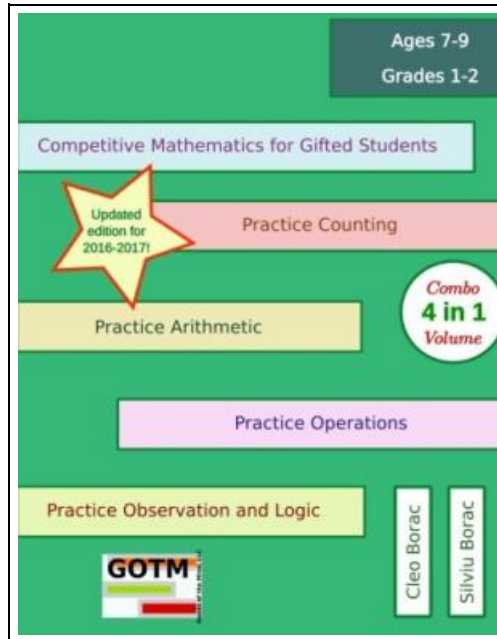 Ages 7-9
Grades 1-2
Competitive Mathematics for Gifted Students
Updated
edition for
2016-2017!
Practice Counting
Combo
4 in 1
Volume
Practice Arithmetic
Practice Operations
Practice Observation and Logic
Cleo Borac
Silviu Borac
GOTM